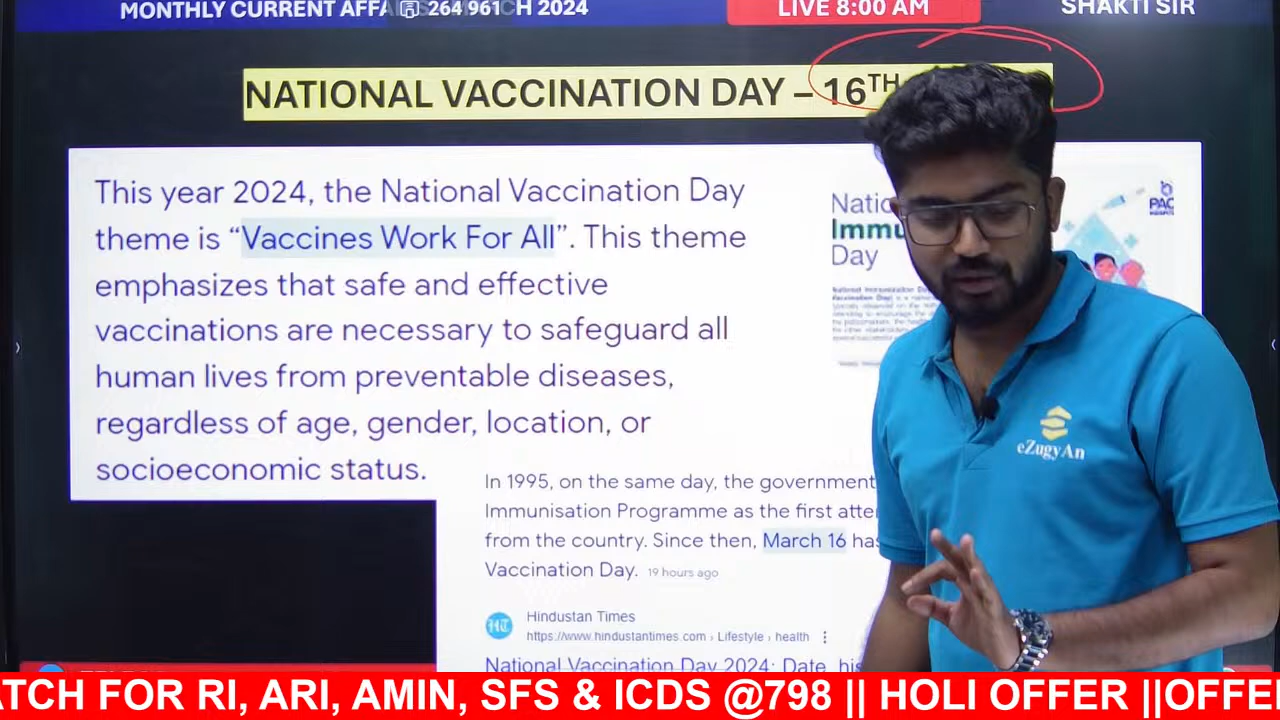 MONTHLY CURRENT AFFA 264 961 H 2024
LIVE 8:00 AM
SHAKTI SIR
NATIONAL VACCINATION DAY – 16TH
This year 2024, the National Vaccination Day
theme is “Vaccines Work For All”. This theme
emphasizes that safe and effective
vaccinations are necessary to safeguard all
human lives from preventable diseases,
regardless of age, gender, location, or
socioeconomic status.
Day
PAC
eZugyAn
In 1995, on the same day, the government
Immunisation Programme as the first
from the country. Since then, March 16
Vaccination Day. 19 hours ago
HT
Hindustan Times
https://www.hindustantimes.com › Lifestyle › health
National Vaccination Day 2024: Date,
ATCH FOR RI, ARI, AMIN, SFS & ICDS @798 || HOLI OFFER ||OFFE